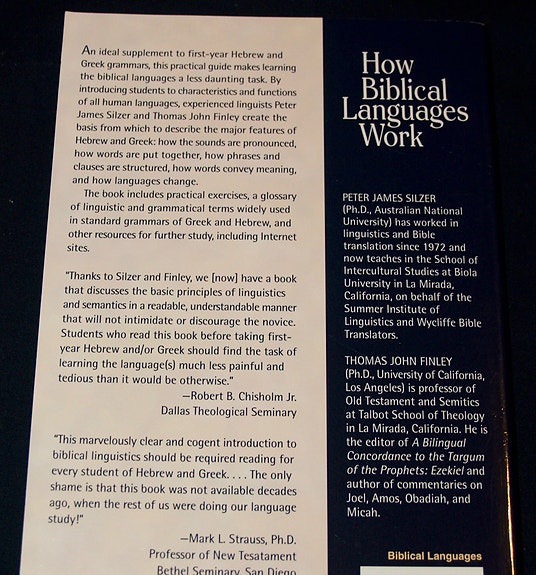 An ideal supplement to first-year Hebrew and
Greek grammars, this practical guide makes learning
the biblical languages a less daunting task. By
introducing students to characteristics and functions
of all human languages, experienced linguists Peter
James Silzer and Thomas John Finley create the
basis from which to describe the major features of
Hebrew and Greek: how the sounds are pronounced,
how words are put together, how phrases and
clauses are structured, how words convey meaning,
and how languages change.
The book includes practical exercises, a glossary
of linguistic and grammatical terms widely used
in standard grammars of Greek and Hebrew, and
other resources for further study, including Internet
sites.
"Thanks to Silzer and Finley, we [now] have a book
that discusses the basic principles of linguistics
and semantics in a readable, understandable manner
that will not intimidate or discourage the novice.
Students who read this book before taking first-
year Hebrew and/or Greek should find the task of
learning the language(s) much less painful and
tedious than it would be otherwise."
—Robert B. Chisholm Jr.
Dallas Theological Seminary
"This marvelously clear and cogent introduction to
biblical linguistics should be required reading for
every student of Hebrew and Greek. . . . The only
shame is that this book was not available decades
ago, when the rest of us were doing our language
study!"
—Mark L. Strauss, Ph.D.
Professor of New Tesatament
Bethel Seminary, San Diego
How
Biblical
Languages
Work
PETER JAMES SILZER
(Ph.D., Australian National
University) has worked in
linguistics and Bible
translation since 1972 and
now teaches in the School of
Intercultural Studies at Biola
University in La Mirada,
California, on behalf of the
Summer Institute of
Linguistics and Wycliffe Bible
Translators.
THOMAS JOHN FINLEY
(Ph.D., University of California,
Los Angeles) is professor of
Old Testament and Semitics
at Talbot School of Theology
in La Mirada, California. He is
the editor of A Bilingual
Concordance to the Targum
of the Prophets: Ezekiel and
author of commentaries on
Joel, Amos, Obadiah, and
Micah.
Biblical Languages